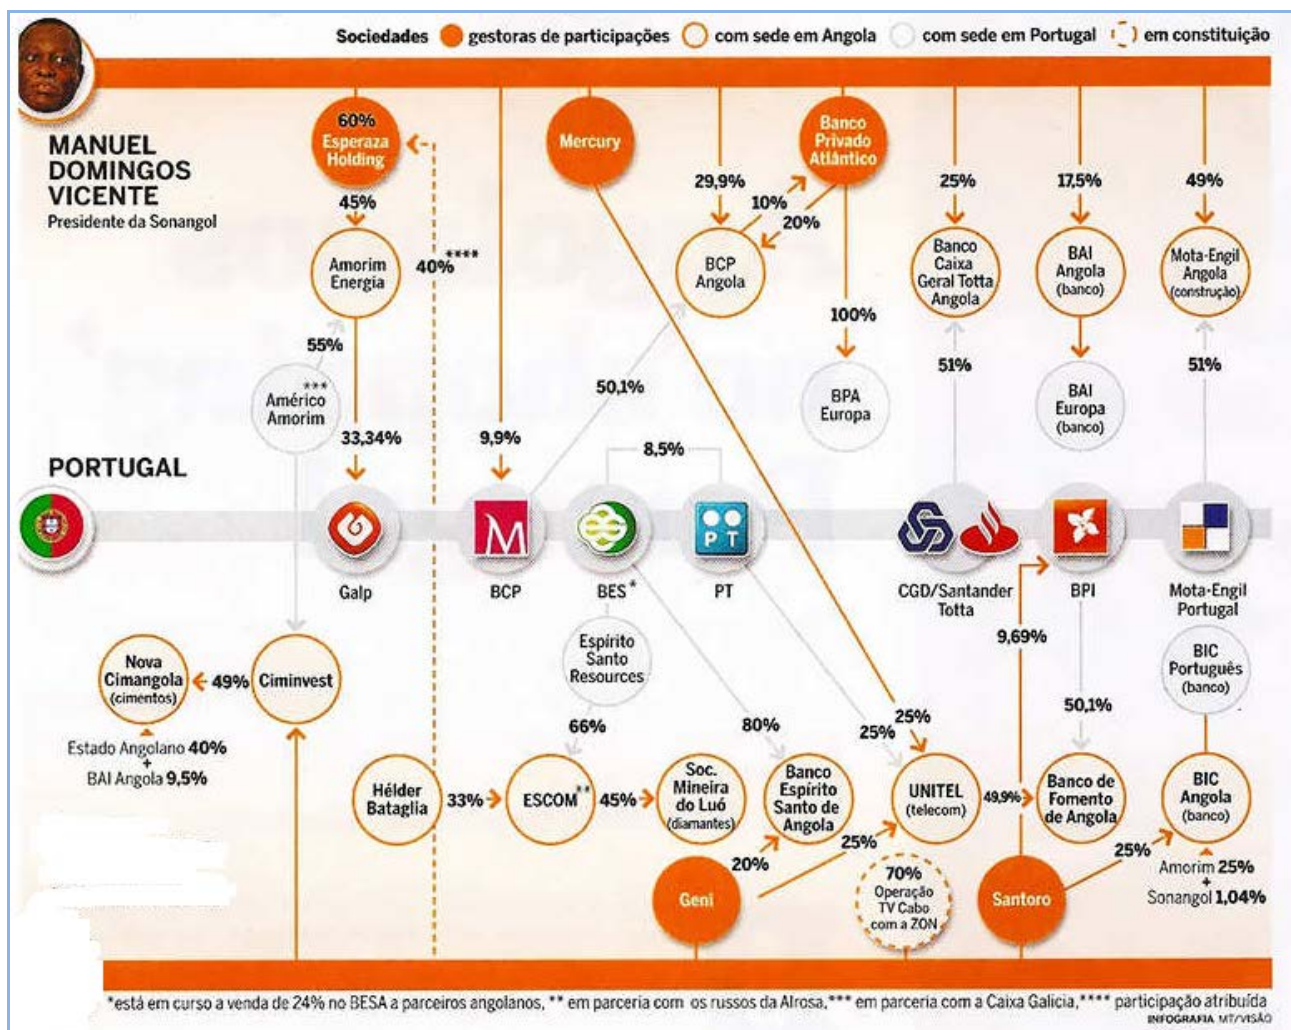 Sociedades gestoras de participações com sede em Angola com sede em Portugal em constituição
MANUEL
DOMINGOS
VICENTE
Presidente da Sonangol
60%
Esperaza
Holding
45%
Amorim
Energia
40%****
55%
***
Américo
Amorim
33,34%
9,9%
Mercury
29,9%
10%
20%
BCP
Angola
50,1%
Banco
Privado
Atlântico
100%
BPA
Europa
25%
Banco
Caixa
Geral Totta
Angola
51%
17,5%
BAI
Angola
(banco)
BAI
Europa
(banco)
49%
Mota-Engil
Angola
(construção)
51%
PORTUGAL
8,5%
M
PT
Galp
BCP
BES*
PT
CGD/Santander
Totta
BPI
Mota-Engil
Portugal
Espírito
Santo
Resources
66%
80%
25%
25%
9,69%
50,1%
BIC
Português
(banco)
Nova
Cimangola
(cimentos)
49%
Ciminvest
Estado Angolano 40%
+
BAI Angola 9,5%
Hélder
Bataglia
33%
ESCOM**
45%
Soc.
Mineira
do Luó
(diamantes)
Banco
Espírito
Santo de
Angola
UNITEL
(telecom)
49,9%
Banco de
Fomento
de Angola
BIC
Angola
(banco)
20%
25%
25%
Amorim 25%
+
Sonangol 1,04%
Geni
70%
Operação
TV Cabo
com a ZON
Santoro
*está em curso a venda de 24% no BESA a parceiros angolanos, ** em parceria com os russos da Alrosa,*** em parceria com a Caixa Galicia,**** participação atribuída
INFOGRAFIA MT/VISÃO